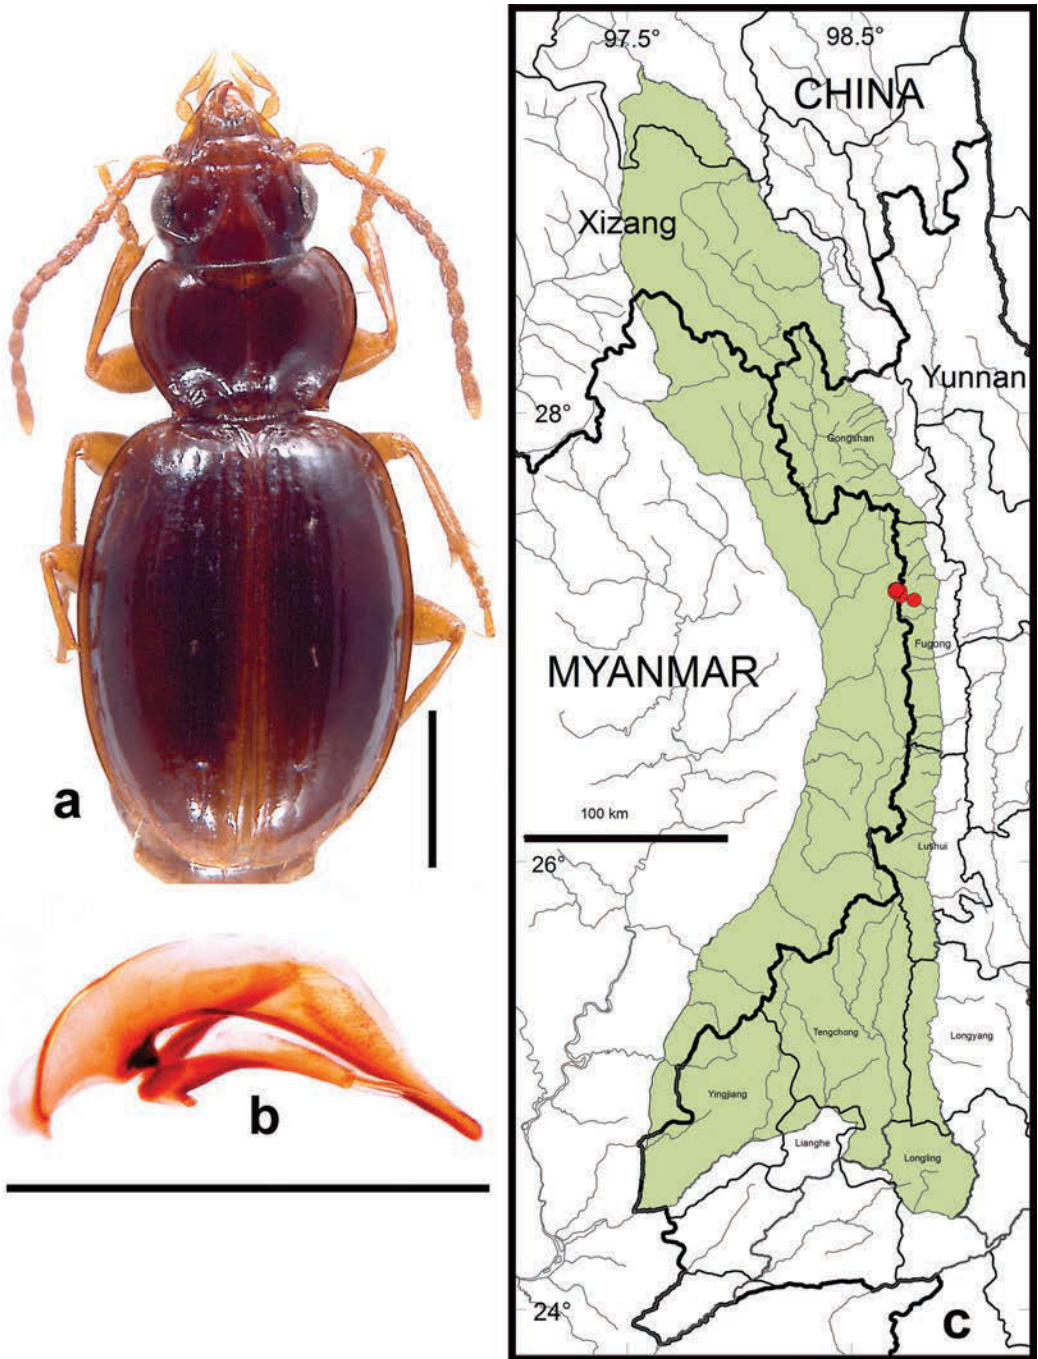 a
b
97.5°
98.5°
CHINA
Xizang
Yunnan
28°
Gongshan
Fugong
MYANMAR
100 km
Lushui
26°
Tengchong
Longyang
Yingjiang
Lianghe
Longling
24°
c